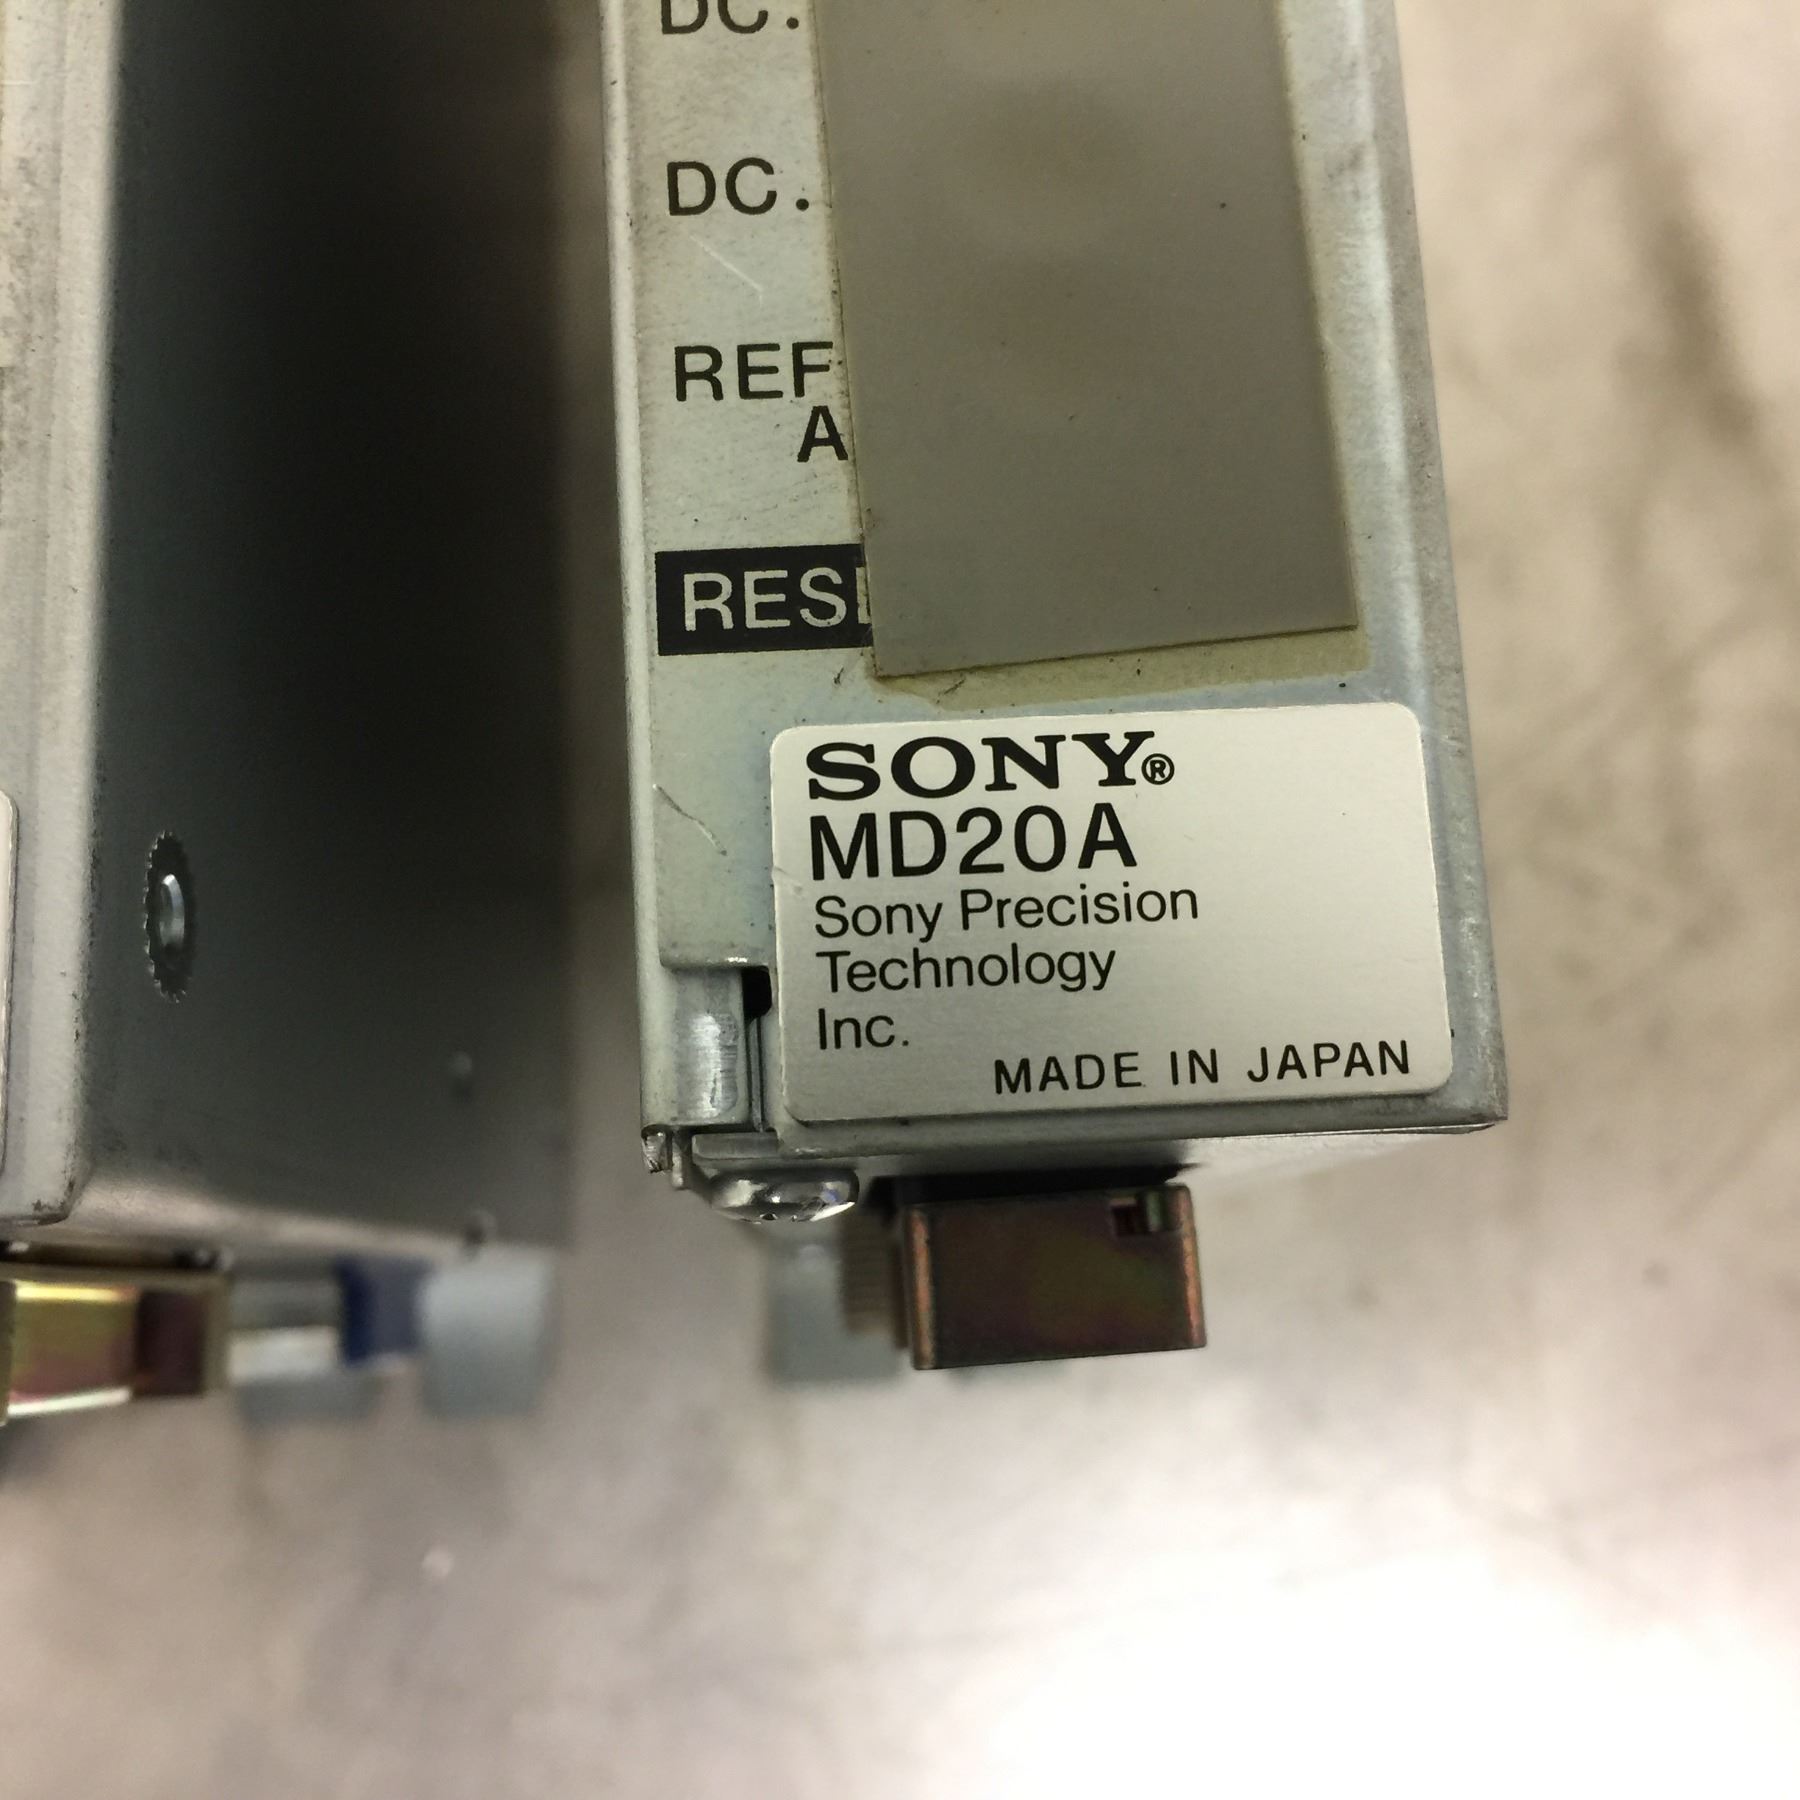 DC.
DC.
REF
A
RES
SONY®
MD20A
Sony Precision
Technology
Inc.
MADE IN JAPAN